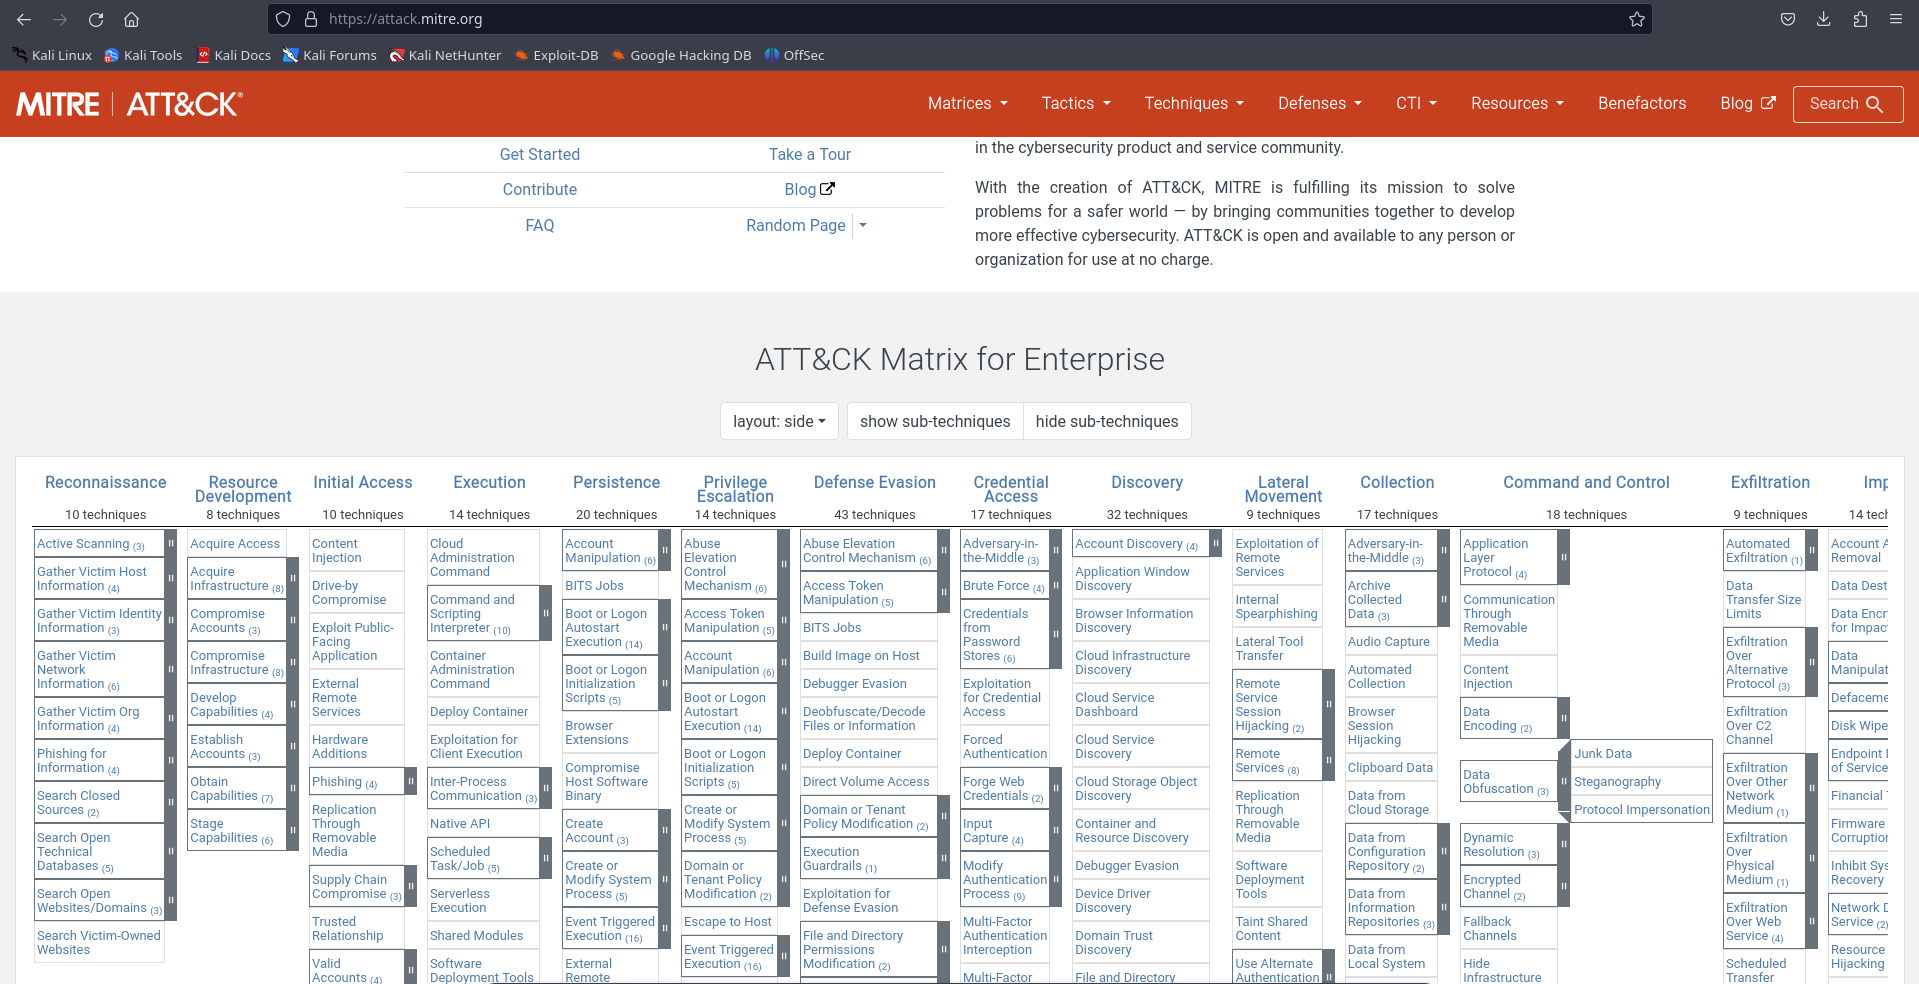 https://attack.mitre.org
Kali Linux Kali Tools Kali Docs Kali Forums Kali NetHunter Exploit-DB Google Hacking DB OffSec
MITRE | ATT&CK®
Matrices Tactics Techniques Defenses CTI Resources Benefactors Blog Search
Get Started Take a Tour
Contribute Blog
FAQ Random Page
in the cybersecurity product and service community.
With the creation of ATT&CK, MITRE is fulfilling its mission to solve
problems for a safer world — by bringing communities together to develop
more effective cybersecurity. ATT&CK is open and available to any person or
organization for use at no charge.
ATT&CK Matrix for Enterprise
layout: side show sub-techniques hide sub-techniques
Reconnaissance
10 techniques
Active Scanning (3)
Gather Victim Host
Information (4)
Gather Victim Identity
Information (3)
Gather Victim
Network
Information (6)
Gather Victim Org
Information (4)
Phishing for
Information (4)
Search Closed
Sources (2)
Search Open
Technical
Databases (5)
Search Open
Websites/Domains (3)
Search Victim-Owned
Websites
Resource
Development
8 techniques
Acquire Access
Acquire
Infrastructure (8)
Compromise
Accounts (3)
Compromise
Infrastructure (8)
Develop
Capabilities (4)
Establish
Accounts (3)
Obtain
Capabilities (7)
Stage
Capabilities (6)
Initial Access
10 techniques
Content
Injection
Drive-by
Compromise
Exploit Public-
Facing
Application
External
Remote
Services
Hardware
Additions
Phishing (4)
Replication
Through
Removable
Media
Supply Chain
Compromise (3)
Trusted
Relationship
Valid
Accounts (4)
Execution
14 techniques
Cloud
Administration
Command
Command and
Scripting
Interpreter (10)
Container
Administration
Command
Deploy Container
Exploitation for
Client Execution
Inter-Process
Communication (3)
Native API
Scheduled
Task/Job (5)
Serverless
Execution
Shared Modules
Software
Deployment Tools
Persistence
20 techniques
Account
Manipulation (6)
BITS Jobs
Boot or Logon
Autostart
Execution (14)
Boot or Logon
Initialization
Scripts (5)
Browser
Extensions
Compromise
Host Software
Binary
Create
Account (3)
Create or
Modify System
Process (5)
Event Triggered
Execution (16)
External
Remote
Privilege
Escalation
14 techniques
Abuse
Elevation
Control
Mechanism (6)
Access Token
Manipulation (5)
Account
Manipulation (6)
Boot or Logon
Autostart
Execution (14)
Boot or Logon
Initialization
Scripts (5)
Create or
Modify System
Process (5)
Domain or
Tenant Policy
Modification (2)
Escape to Host
Event Triggered
Execution (16)
Defense Evasion
43 techniques
Abuse Elevation
Control Mechanism (6)
Access Token
Manipulation (5)
BITS Jobs
Build Image on Host
Debugger Evasion
Deobfuscate/Decode
Files or Information
Deploy Container
Direct Volume Access
Domain or Tenant
Policy Modification (2)
Execution
Guardrails (1)
Exploitation for
Defense Evasion
File and Directory
Permissions
Modification (2)
Credential
Access
17 techniques
Adversary-in-
the-Middle (3)
Brute Force (4)
Credentials
from
Password
Stores (6)
Exploitation
for Credential
Access
Forced
Authentication
Forge Web
Credentials (2)
Input
Capture (4)
Modify
Authentication
Process (9)
Multi-Factor
Authentication
Interception
Multi-Factor
Discovery
32 techniques
Account Discovery (4)
Application Window
Discovery
Browser Information
Discovery
Cloud Infrastructure
Discovery
Cloud Service
Dashboard
Cloud Service
Discovery
Cloud Storage Object
Discovery
Container and
Resource Discovery
Debugger Evasion
Device Driver
Discovery
Domain Trust
Discovery
File and Directory
Lateral
Movement
9 techniques
Exploitation of
Remote
Services
Internal
Spearphishing
Lateral Tool
Transfer
Remote
Service
Session
Hijacking (2)
Remote
Services (8)
Replication
Through
Removable
Media
Software
Deployment
Tools
Taint Shared
Content
Use Alternate
Authentication
Collection
17 techniques
Adversary-in-
the-Middle (3)
Archive
Collected
Data (3)
Audio Capture
Automated
Collection
Browser
Session
Hijacking
Clipboard Data
Data from
Cloud Storage
Data from
Configuration
Repository (2)
Data from
Information
Repositories (3)
Data from
Local System
Command and Control
18 techniques
Application
Layer
Protocol (4)
Communication
Through
Removable
Media
Content
Injection
Data
Encoding (2)
Data
Obfuscation (3)
Junk Data
Steganography
Protocol Impersonation
Dynamic
Resolution (3)
Encrypted
Channel (2)
Fallback
Channels
Hide
Infrastructure
Exfiltration
9 techniques
Automated
Exfiltration (1)
Data
Transfer Size
Limits
Exfiltration
Over
Alternative
Protocol (3)
Exfiltration
Over C2
Channel
Exfiltration
Over Other
Network
Medium (1)
Exfiltration
Over
Physical
Medium (1)
Exfiltration
Over Web
Service (4)
Scheduled
Transfer
Imp
14 tech
Account A
Removal
Data Dest
Data Encr
for Impac
Data
Manipulat
Defaceme
Disk Wipe
Endpoint D
of Service
Financial T
Firmware
Corruption
Inhibit Sys
Recovery
Network D
Service (2)
Resource
Hijacking